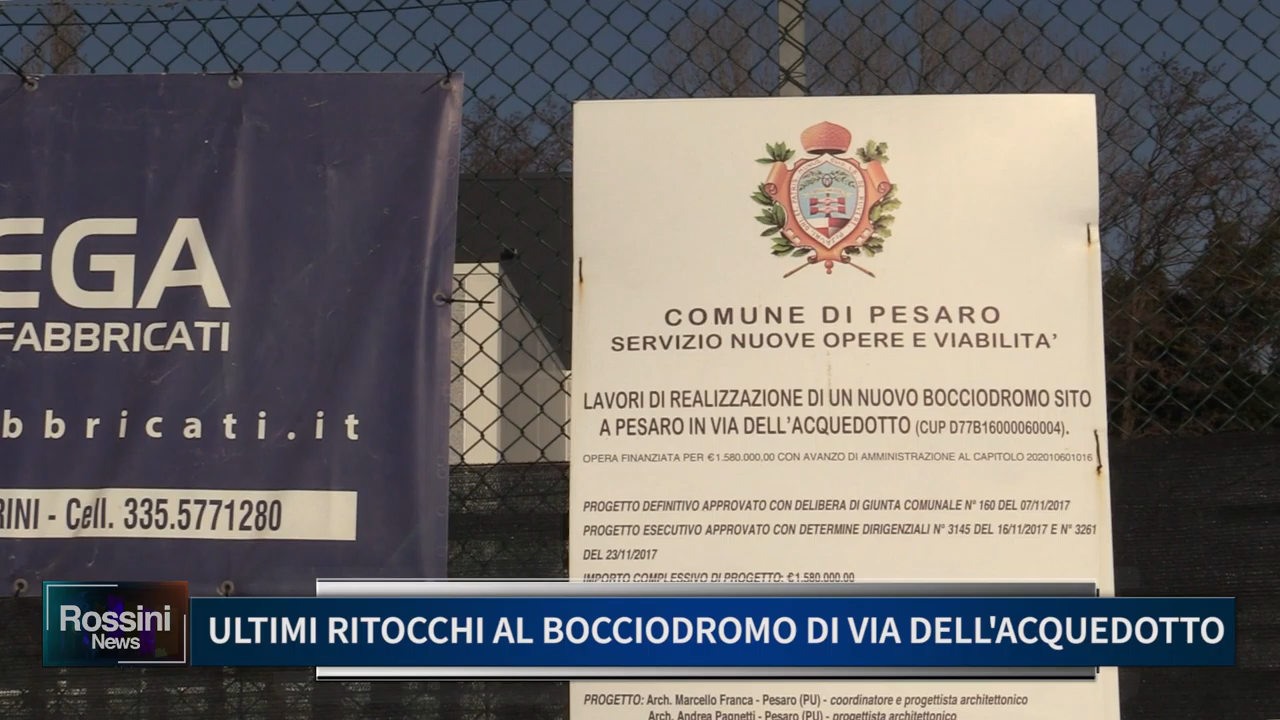 EGA
FABBRICATI
bbricati.it
RINI - Cell. 335.5771280
COMUNE DI PESARO
SERVIZIO NUOVE OPERE E VIABILITA'
LAVORI DI REALIZZAZIONE DI UN NUOVO BOCCIODROMO SITO
A PESARO IN VIA DELL'ACQUEDOTTO (CUP D77B16000060004).
OPERA FINANZIATA PER €1.580.000,00 CON AVANZO DI AMMINISTRAZIONE AL CAPITOLO 202010601016
PROGETTO DEFINITIVO APPROVATO CON DELIBERA DI GIUNTA COMUNALE N° 160 DEL 07/11/2017
PROGETTO ESECUTIVO APPROVATO CON DETERMINE DIRIGENZIALI N° 3145 DEL 16/11/2017 E N° 3261
DEL 23/11/2017
IMPORTO COMPLESSIVO DI PROGETTO: €1.580.000,00
Rossini
News
ULTIMI RITOCCHI AL BOCCIODROMO DI VIA DELL'ACQUEDOTTO
PROGETTO: Arch. Marcello Franca - Pesaro (PU) - coordinatore e progettista architettonico
Arch. Andrea Pagnetti - Pesaro (PU) - progettista architettonico